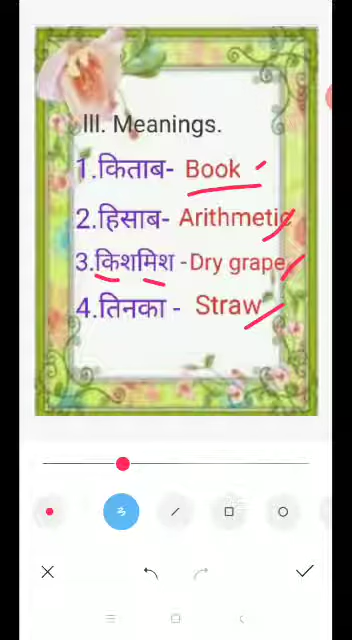 III. Meanings.
1.किताब- Book
2.हिसाब- Arithmetic
3.किशमिश -Dry grape
4.तिनका - Straw